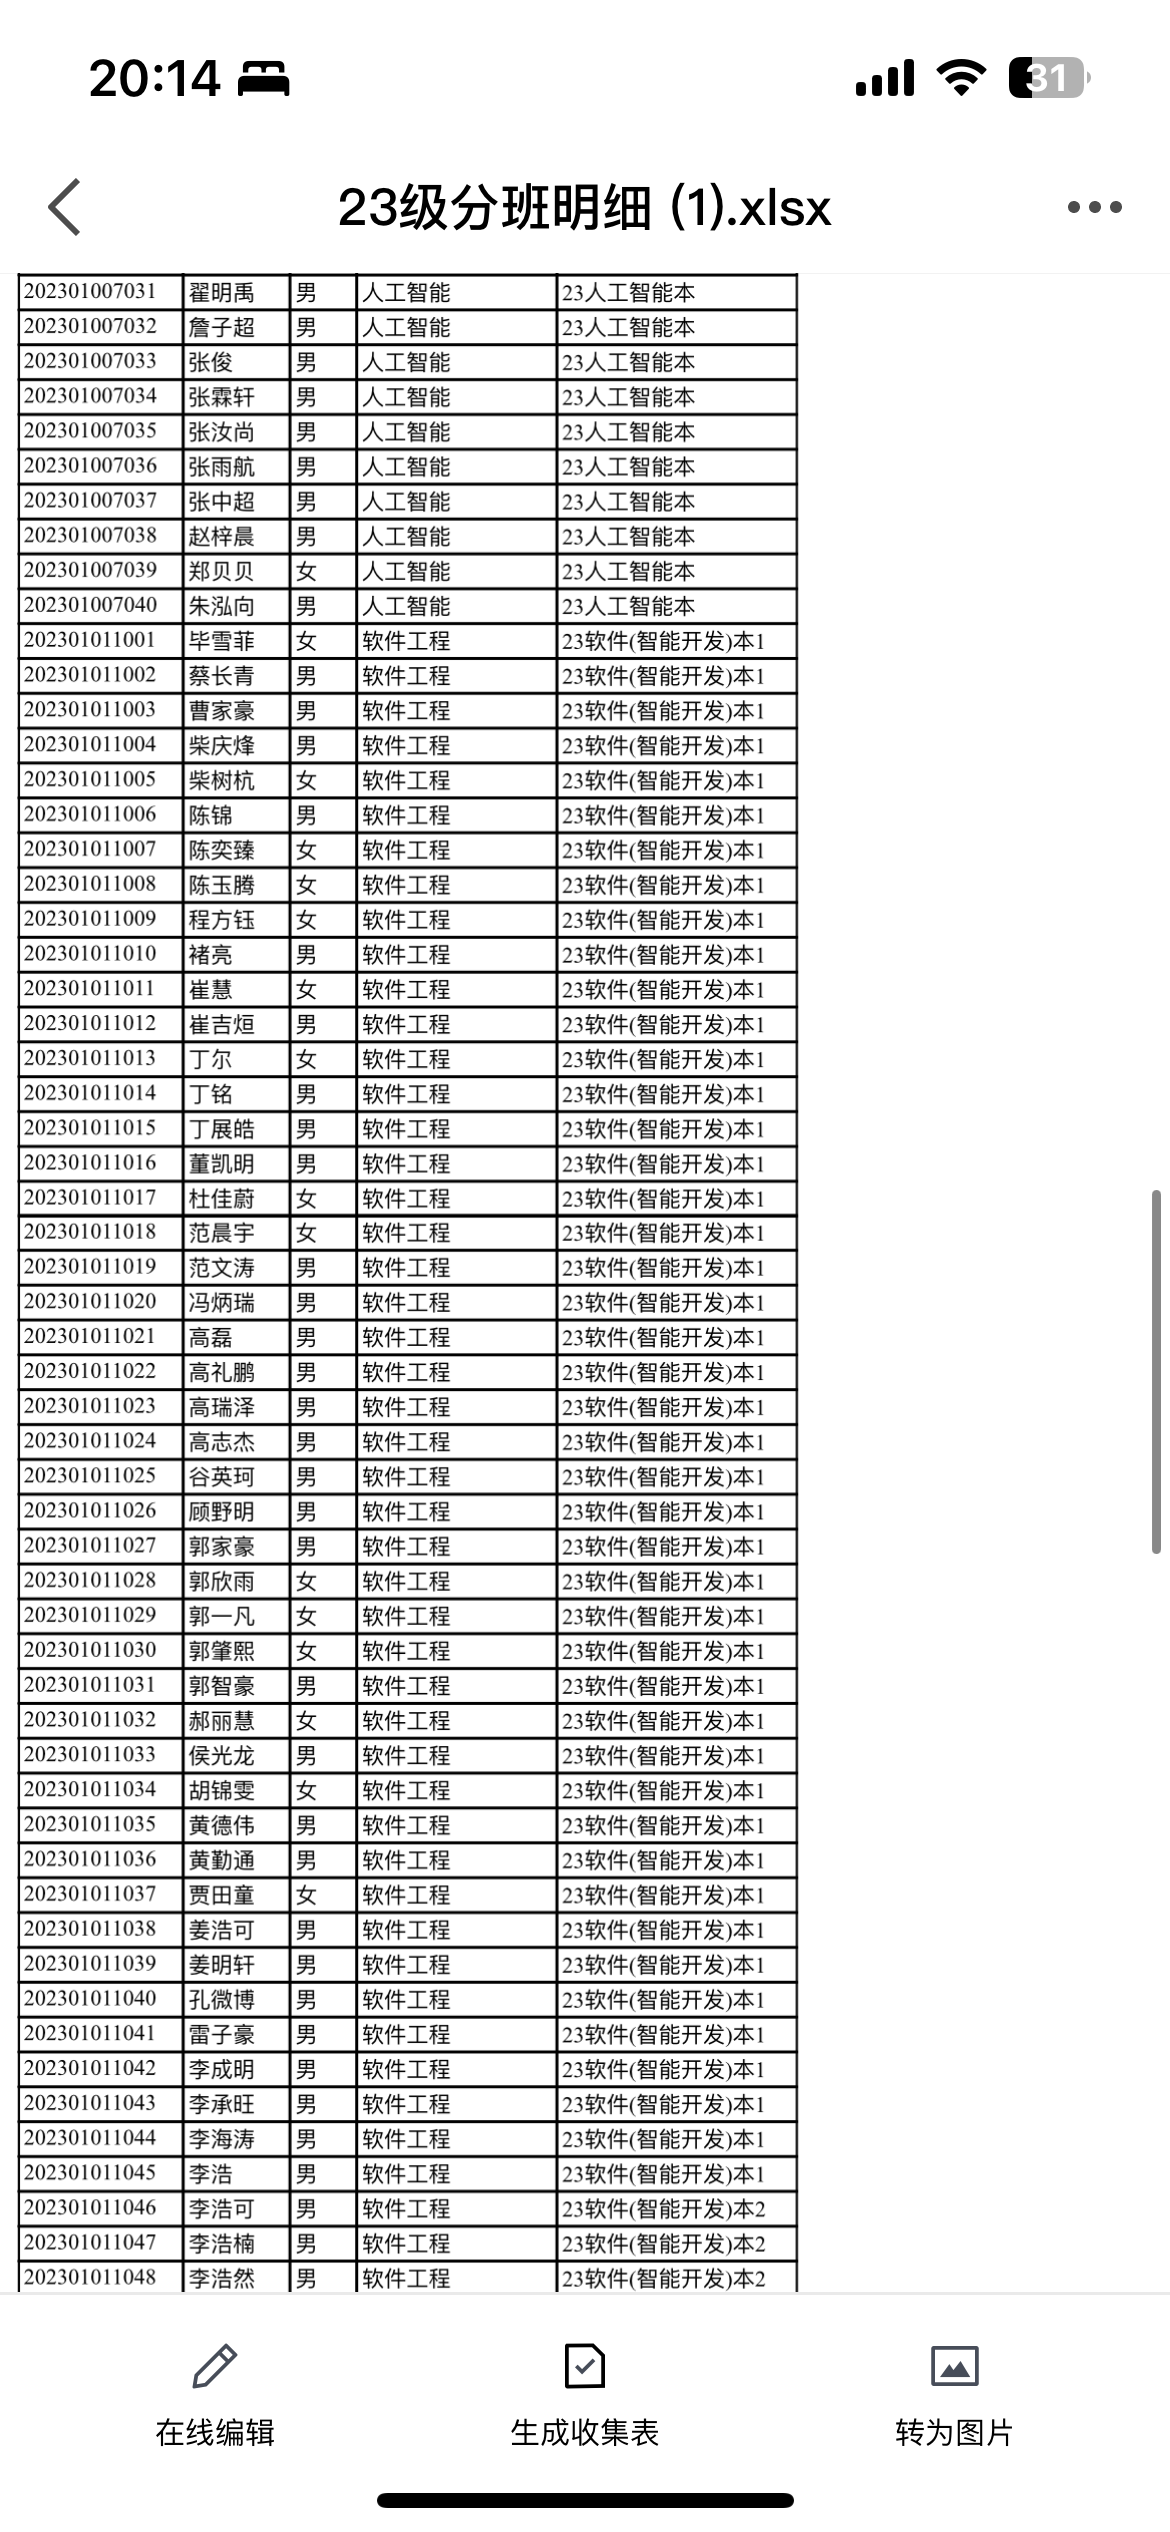 20:14
31
23级分班明细 (1).xlsx
202301007031 翟明禹 男 人工智能 23人工智能本
202301007032 詹子超 男 人工智能 23人工智能本
202301007033 张俊 男 人工智能 23人工智能本
202301007034 张霖轩 男 人工智能 23人工智能本
202301007035 张汝尚 男 人工智能 23人工智能本
202301007036 张雨航 男 人工智能 23人工智能本
202301007037 张中超 男 人工智能 23人工智能本
202301007038 赵梓晨 男 人工智能 23人工智能本
202301007039 郑贝贝 女 人工智能 23人工智能本
202301007040 朱泓向 男 人工智能 23人工智能本
202301011001 毕雪菲 女 软件工程 23软件(智能开发)本1
202301011002 蔡长青 男 软件工程 23软件(智能开发)本1
202301011003 曹家豪 男 软件工程 23软件(智能开发)本1
202301011004 柴庆烽 男 软件工程 23软件(智能开发)本1
202301011005 柴树杭 女 软件工程 23软件(智能开发)本1
202301011006 陈锦 男 软件工程 23软件(智能开发)本1
202301011007 陈奕臻 女 软件工程 23软件(智能开发)本1
202301011008 陈玉腾 女 软件工程 23软件(智能开发)本1
202301011009 程方钰 女 软件工程 23软件(智能开发)本1
202301011010 褚亮 男 软件工程 23软件(智能开发)本1
202301011011 崔慧 女 软件工程 23软件(智能开发)本1
202301011012 崔吉烜 男 软件工程 23软件(智能开发)本1
202301011013 丁尔 女 软件工程 23软件(智能开发)本1
202301011014 丁铭 男 软件工程 23软件(智能开发)本1
202301011015 丁展皓 男 软件工程 23软件(智能开发)本1
202301011016 董凯明 男 软件工程 23软件(智能开发)本1
202301011017 杜佳蔚 女 软件工程 23软件(智能开发)本1
202301011018 范晨宇 女 软件工程 23软件(智能开发)本1
202301011019 范文涛 男 软件工程 23软件(智能开发)本1
202301011020 冯炳瑞 男 软件工程 23软件(智能开发)本1
202301011021 高磊 男 软件工程 23软件(智能开发)本1
202301011022 高礼鹏 男 软件工程 23软件(智能开发)本1
202301011023 高瑞泽 男 软件工程 23软件(智能开发)本1
202301011024 高志杰 男 软件工程 23软件(智能开发)本1
202301011025 谷英珂 男 软件工程 23软件(智能开发)本1
202301011026 顾野明 男 软件工程 23软件(智能开发)本1
202301011027 郭家豪 男 软件工程 23软件(智能开发)本1
202301011028 郭欣雨 女 软件工程 23软件(智能开发)本1
202301011029 郭一凡 女 软件工程 23软件(智能开发)本1
202301011030 郭肇熙 女 软件工程 23软件(智能开发)本1
202301011031 郭智豪 男 软件工程 23软件(智能开发)本1
202301011032 郝丽慧 女 软件工程 23软件(智能开发)本1
202301011033 侯光龙 男 软件工程 23软件(智能开发)本1
202301011034 胡锦雯 女 软件工程 23软件(智能开发)本1
202301011035 黄德伟 男 软件工程 23软件(智能开发)本1
202301011036 黄勤通 男 软件工程 23软件(智能开发)本1
202301011037 贾田童 女 软件工程 23软件(智能开发)本1
202301011038 姜浩可 男 软件工程 23软件(智能开发)本1
202301011039 姜明轩 男 软件工程 23软件(智能开发)本1
202301011040 孔微博 男 软件工程 23软件(智能开发)本1
202301011041 雷子豪 男 软件工程 23软件(智能开发)本1
202301011042 李成明 男 软件工程 23软件(智能开发)本1
202301011043 李承旺 男 软件工程 23软件(智能开发)本1
202301011044 李海涛 男 软件工程 23软件(智能开发)本1
202301011045 李浩 男 软件工程 23软件(智能开发)本1
202301011046 李浩可 男 软件工程 23软件(智能开发)本2
202301011047 李浩楠 男 软件工程 23软件(智能开发)本2
202301011048 李浩然 男 软件工程 23软件(智能开发)本2
在线编辑 生成收集表 转为图片